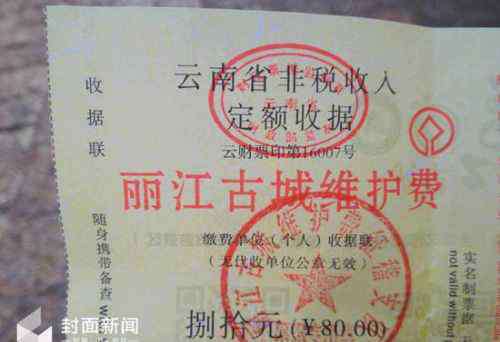 云南省非税收入
定额收据
云财票印第16007号
丽江古城维护费
缴费单位（个人）收据联
（无代收单位公章无效）
捌拾元（¥80.00）
收据联
随身携带备查
实名制票据
not valid without
封面新闻